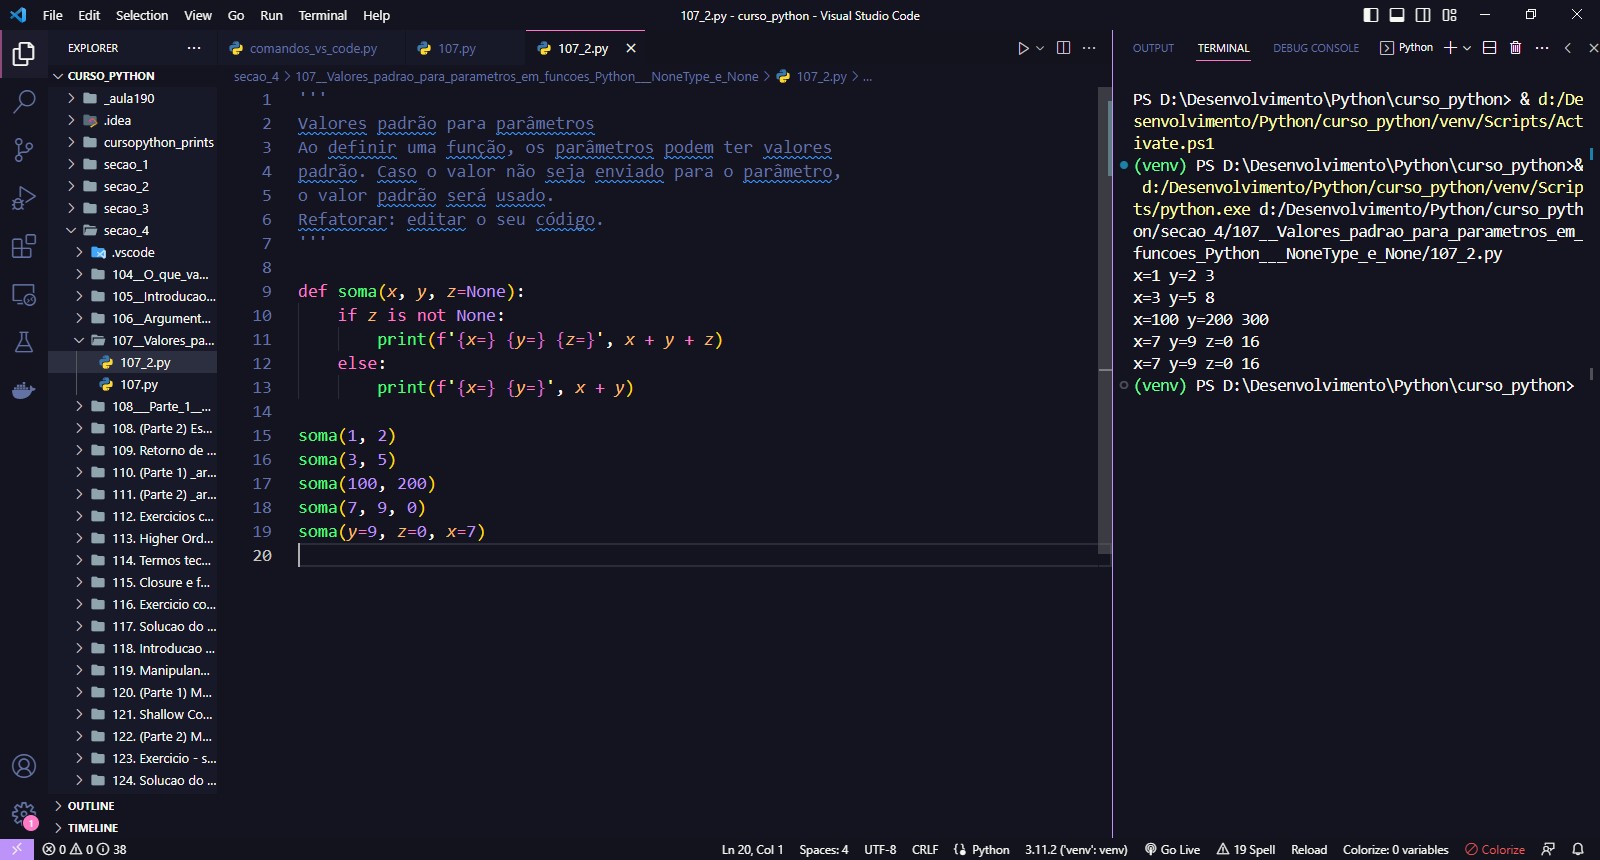 File Edit Selection View Go Run Terminal Help
107_2.py - curso_python - Visual Studio Code
EXPLORER ...
CURSO_PYTHON
_aula190
.idea
cursopython_prints
secao_1
secao_2
secao_3
secao_4
.vscode
104__O_que_va...
105__Introducao...
106__Argument...
107__Valores_pa...
107_2.py
107.py
108___Parte_1__...
108. (Parte 2) Es...
109. Retorno de ...
110. (Parte 1) _ar...
111. (Parte 2) _ar...
112. Exercicios c...
113. Higher Ord...
114. Termos tec...
115. Closure e f...
116. Exercicio co...
117. Solucao do ...
118. Introducao ...
119. Manipulan...
120. (Parte 1) M...
121. Shallow Co...
122. (Parte 2) M...
123. Exercicio - s...
124. Solucao do ...
OUTLINE
TIMELINE
comandos_vs_code.py 107.py 107_2.py
secao_4 > 107__Valores_padrao_para_parametros_em_funcoes_Python___NoneType_e_None > 107_2.py > ...
1 '''
2 Valores padrão para parâmetros
3 Ao definir uma função, os parâmetros podem ter valores
4 padrão. Caso o valor não seja enviado para o parâmetro,
5 o valor padrão será usado.
6 Refatorar: editar o seu código.
7 '''
8
9 def soma(x, y, z=None):
10     if z is not None:
11         print(f'{x=} {y=} {z=}', x + y + z)
12     else:
13         print(f'{x=} {y=}', x + y)
14
15 soma(1, 2)
16 soma(3, 5)
17 soma(100, 200)
18 soma(7, 9, 0)
19 soma(y=9, z=0, x=7)
20
OUTPUT TERMINAL DEBUG CONSOLE Python
PS D:\Desenvolvimento\Python\curso_python> & d:/De
senvolvimento/Python/curso_python/venv/Scripts/Act
ivate.ps1
(venv) PS D:\Desenvolvimento\Python\curso_python>&
d:/Desenvolvimento/Python/curso_python/venv/Scrip
ts/python.exe d:/Desenvolvimento/Python/curso_pyth
on/secao_4/107__Valores_padrao_para_parametros_em_
funcoes_Python___NoneType_e_None/107_2.py
x=1 y=2 3
x=3 y=5 8
x=100 y=200 300
x=7 y=9 z=0 16
x=7 y=9 z=0 16
(venv) PS D:\Desenvolvimento\Python\curso_python>
1
0 0 38
Ln 20, Col 1 Spaces: 4 UTF-8 CRLF Python 3.11.2 ('venv': venv) Go Live 19 Spell Reload Colorize: 0 variables Colorize